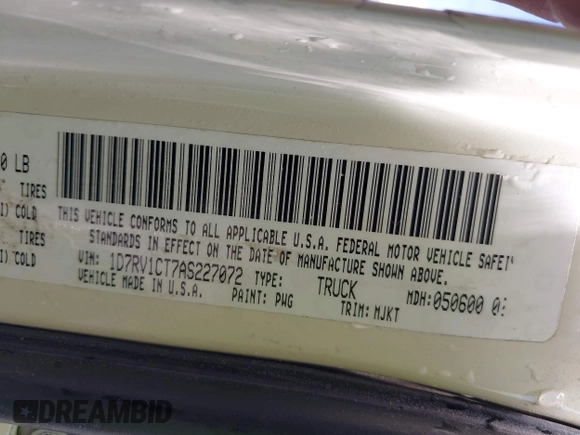 0 LB
TIRES
COLD
TIRES
COLD
THIS VEHICLE CONFORMS TO ALL APPLICABLE U.S.A. FEDERAL MOTOR VEHICLE SAFET
STANDARDS IN EFFECT ON THE DATE OF MANUFACTURE SHOWN ABOVE.
VIN: 1D7RV1CT7AS227072 TYPE: TRUCK MDH:050600 0
VEHICLE MADE IN U.S.A. PAINT: PWG TRIM: MJKT
DREAMBID